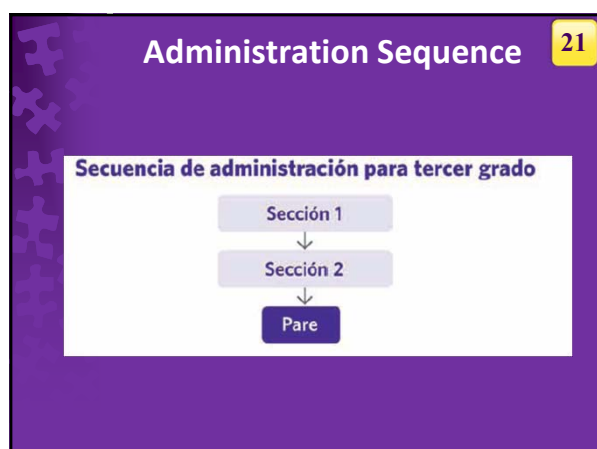 Administration Sequence
21
Secuencia de administración para tercer grado
Sección 1
Sección 2
Pare